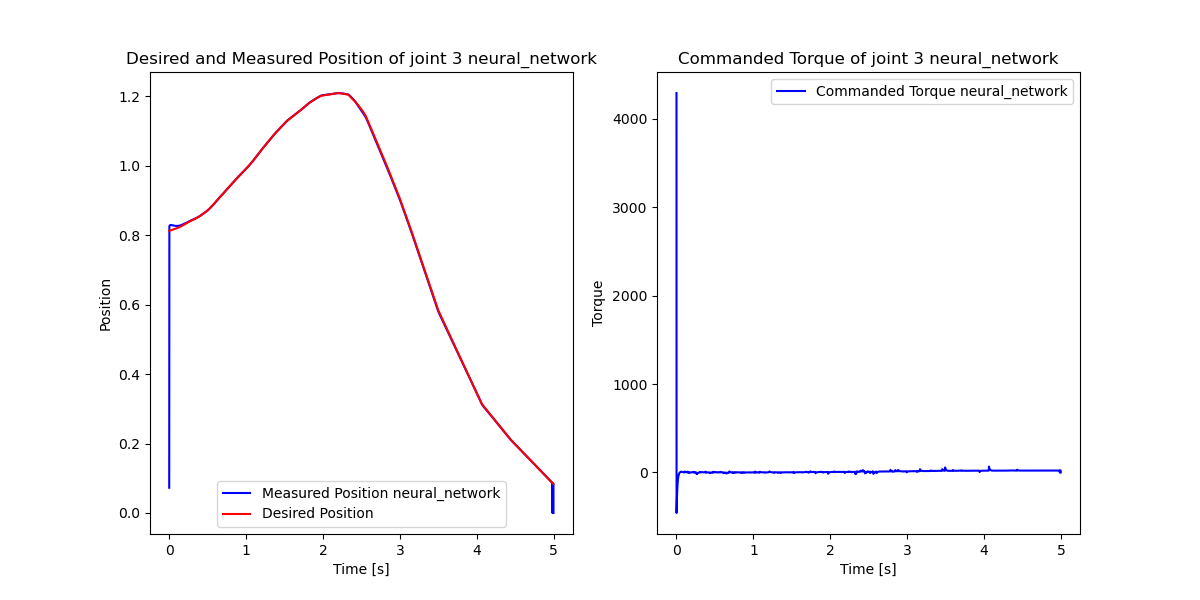 Desired and Measured Position of joint 3 neural_network
Position
1.2
1.0
0.8
0.6
0.4
0.2
0.0
Measured Position neural_network
Desired Position
0 1 2 3 4 5
Time [s]
Commanded Torque of joint 3 neural_network
Torque
4000
3000
2000
1000
0
Commanded Torque neural_network
0 1 2 3 4 5
Time [s]